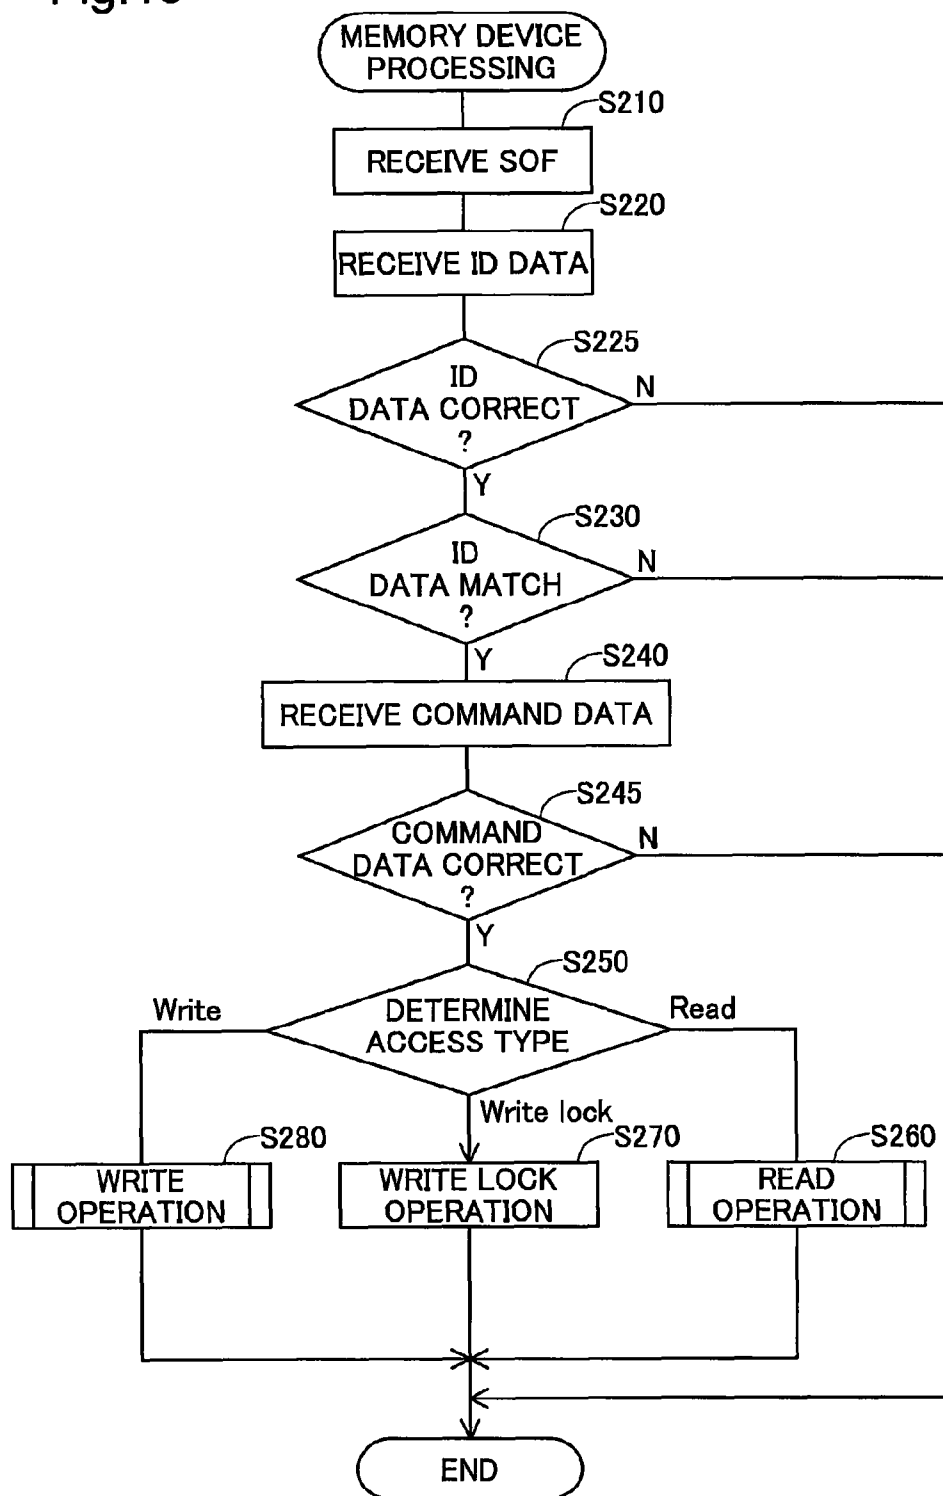 MEMORY DEVICE
PROCESSING
S210
RECEIVE SOF
S220
RECEIVE ID DATA
S225
ID
DATA CORRECT
?
N
Y
S230
ID
DATA MATCH
?
N
Y
S240
RECEIVE COMMAND DATA
S245
COMMAND
DATA CORRECT
?
N
Y
S250
DETERMINE
ACCESS TYPE
Write
Read
Write lock
S280
WRITE
OPERATION
S270
WRITE LOCK
OPERATION
S260
READ
OPERATION
END